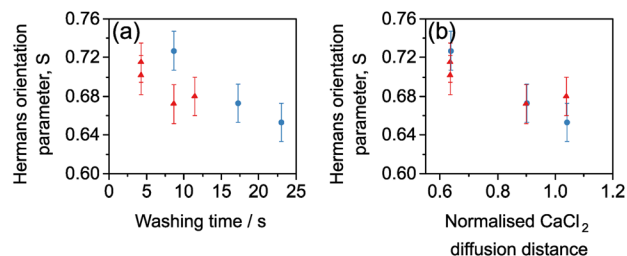 (a)
Hermans orientation
parameter, S
0.76
0.72
0.68
0.64
0.60
0 5 10 15 20 25
Washing time / s
(b)
Hermans orientation
parameter, S
0.76
0.72
0.68
0.64
0.60
0.6 0.8 1.0 1.2
Normalised CaCl₂
diffusion distance